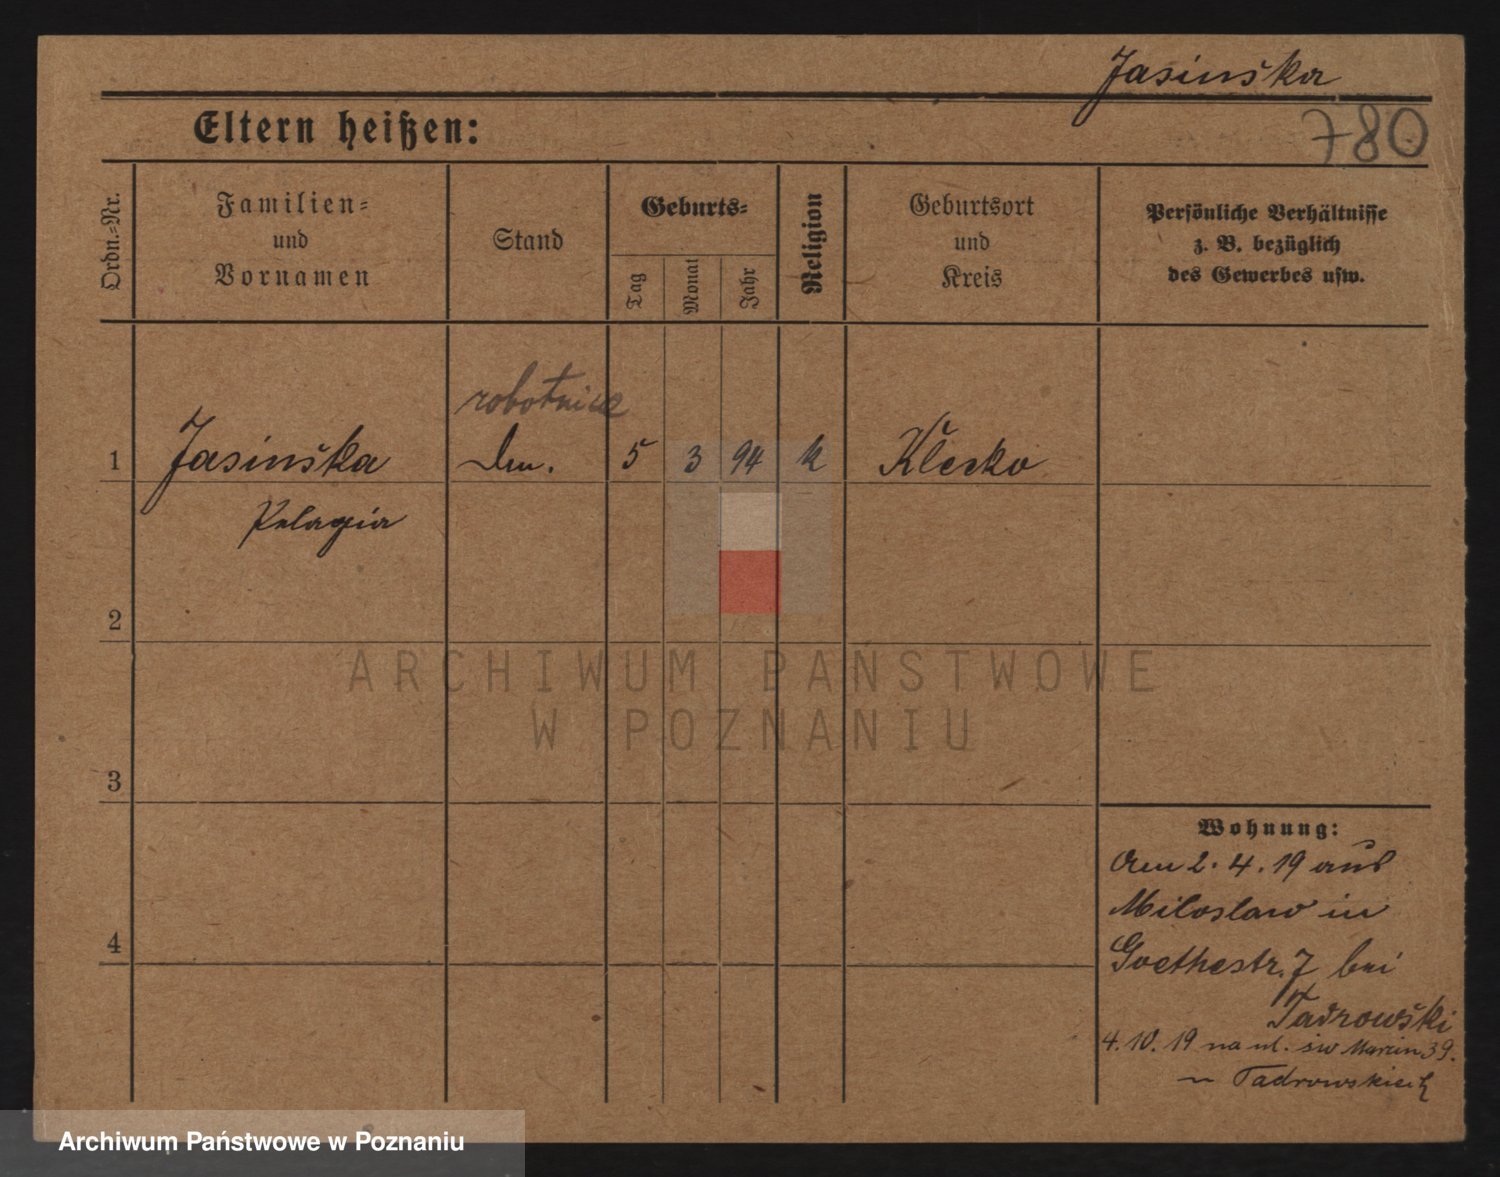 Jasinska
780
Eltern heißen:
Ordn.=Nr.
Familien=
und
Vornamen
Stand
Geburts=
Tag
Monat
Jahr
Religion
Geburtsort
und
Kreis
Persönliche Verhältnisse
z. B. bezüglich
des Gewerbes usw.
robotnica
1 Jasinska 5 3 94 k Klecko
Pelagia
2
ARCHIWUM PAŃSTWOWE
W POZNANIU
3
Wohnung:
Am 2.4.19 aus
Miloslaw in
4
Goethestr. 7 bei
Tadrowski
4.10.19 na ul. św Marcin 39.
u Tadrowskich
Archiwum Państwowe w Poznaniu